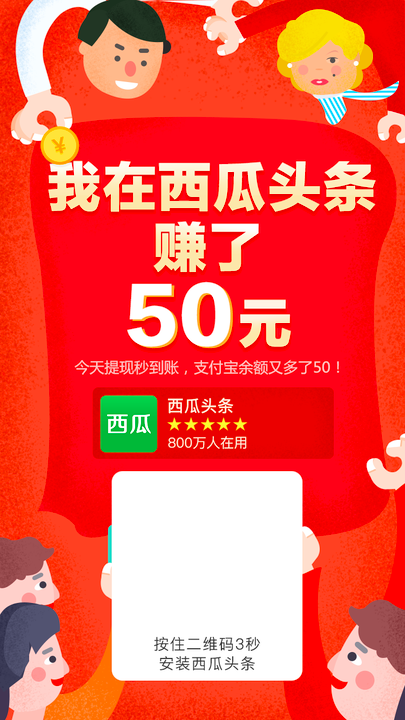 ¥
我在西瓜头条
赚了
50元
今天提现秒到账，支付宝余额又多了50！
西瓜
西瓜头条
800万人在用
按住二维码3秒
安装西瓜头条